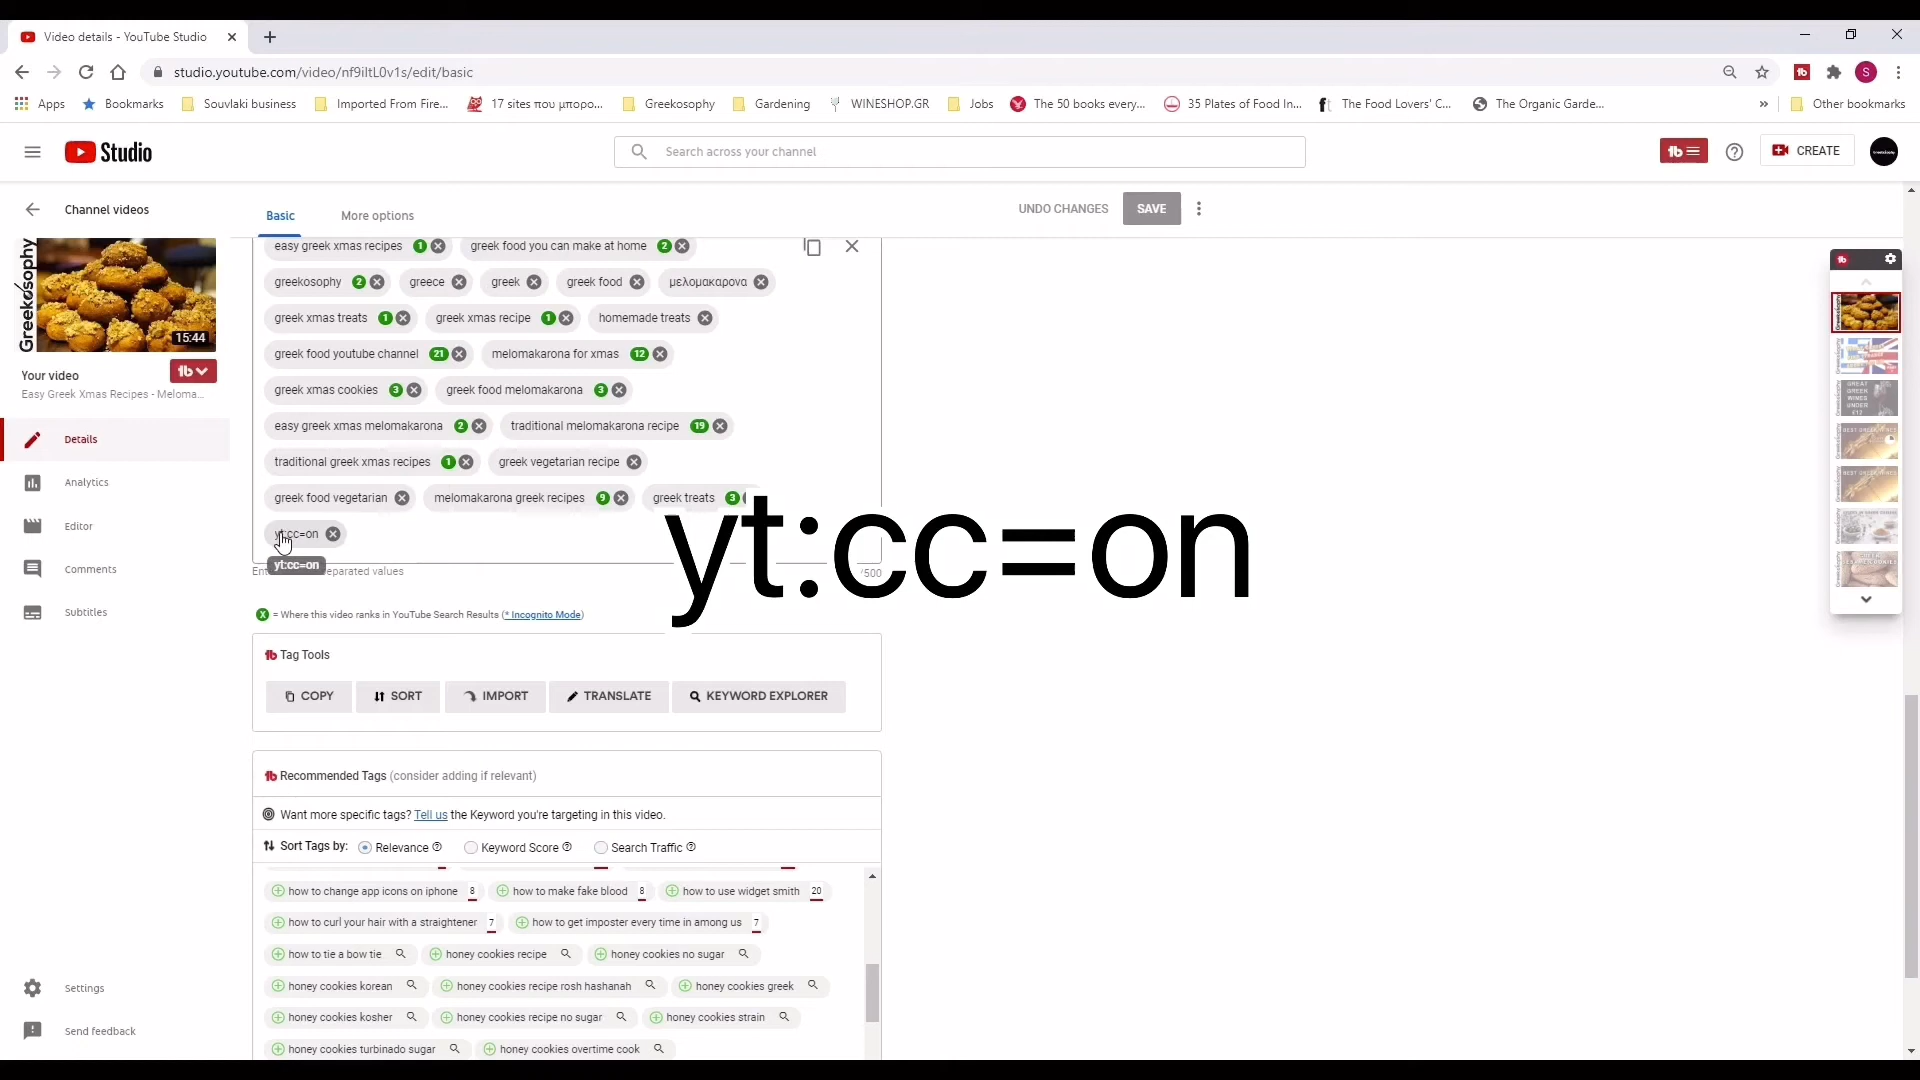 Video details - YouTube Studio
studio.youtube.com/video/nf9iltL0v1s/edit/basic
S
Apps Bookmarks Souvlaki business Imported From Fire... 17 sites που μπορο... Greekosophy Gardening WINESHOP.GR Jobs The 50 books every... 35 Plates of Food In... The Food Lovers' C... The Organic Garde... » Other bookmarks
Studio
Search across your channel
CREATE
Channel videos
Basic More options
UNDO CHANGES SAVE
easy greek xmas recipes 1 greek food you can make at home 2
greekosophy 2 greece greek greek food μελομακαρονα
greek xmas treats 1 greek xmas recipe 1 homemade treats
greek food youtube channel 21 melomakarona for xmas 12
greek xmas cookies 3 greek food melomakarona 3
easy greek xmas melomakarona 2 traditional melomakarona recipe 19
traditional greek xmas recipes 1 greek vegetarian recipe
greek food vegetarian melomakarona greek recipes 9 greek treats 3
yt:cc=on
yt:cc=on
yt:cc=on
/500
X = Where this video ranks in YouTube Search Results (* Incognito Mode)
Greekosophy
15:44
Your video
Easy Greek Xmas Recipes - Meloma...
Details
Analytics
Editor
Comments
Subtitles
Settings
Send feedback
Tag Tools
COPY SORT IMPORT TRANSLATE KEYWORD EXPLORER
Recommended Tags (consider adding if relevant)
Want more specific tags? Tell us the Keyword you're targeting in this video.
Sort Tags by: Relevance Keyword Score Search Traffic
how to change app icons on iphone 8 how to make fake blood 8 how to use widget smith 20
how to curl your hair with a straightener 7 how to get imposter every time in among us 7
how to tie a bow tie honey cookies recipe honey cookies no sugar
honey cookies korean honey cookies recipe rosh hashanah honey cookies greek
honey cookies kosher honey cookies recipe no sugar honey cookies strain
honey cookies turbinado sugar honey cookies overtime cook
GREAT
GREEK
WINES
UNDER
£12